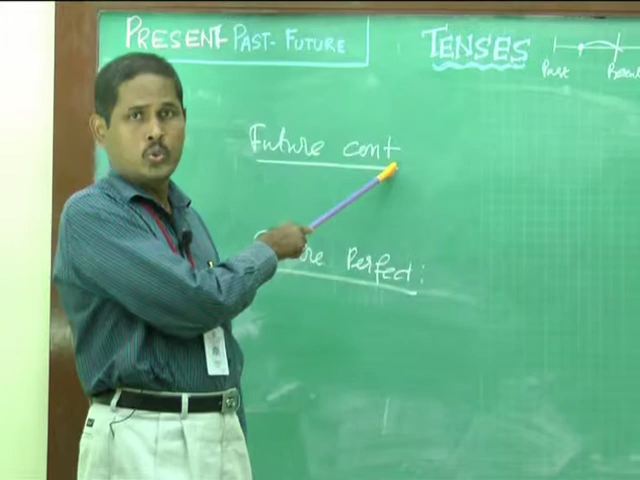 PRESENT-PAST-FUTURE
TENSES
Past
Future cont
Perfect: